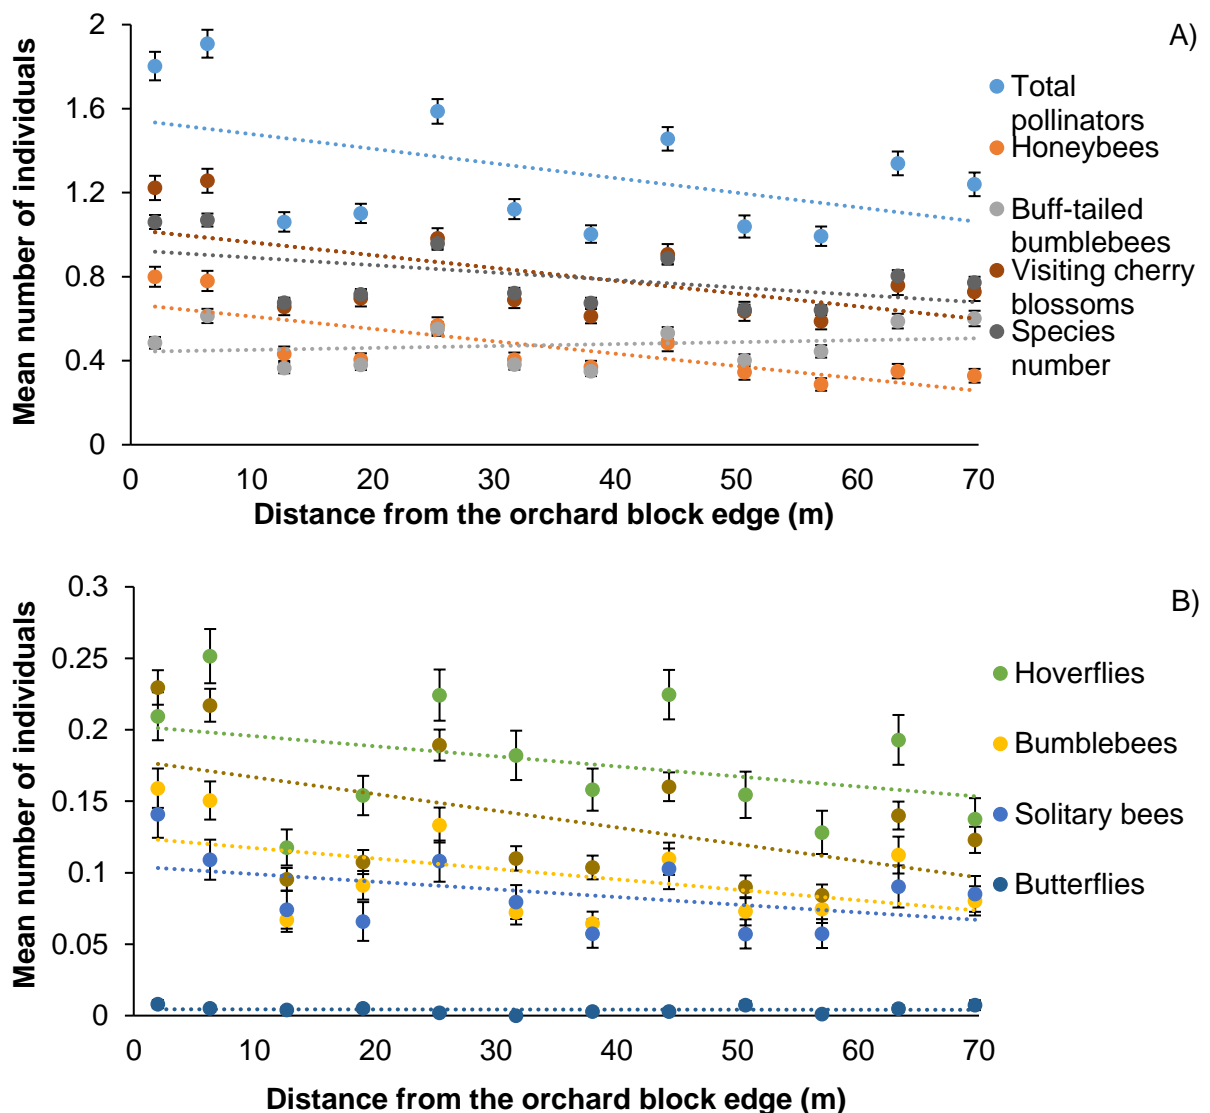 A)
Mean number of individuals
2
1.6
1.2
0.8
0.4
0
0 10 20 30 40 50 60 70
Distance from the orchard block edge (m)
Total
pollinators
Honeybees
Buff-tailed
bumblebees
Visiting cherry
blossoms
Species
number
B)
Mean number of individuals
0.3
0.25
0.2
0.15
0.1
0.05
0
0 10 20 30 40 50 60 70
Distance from the orchard block edge (m)
Hoverflies
Bumblebees
Solitary bees
Butterflies